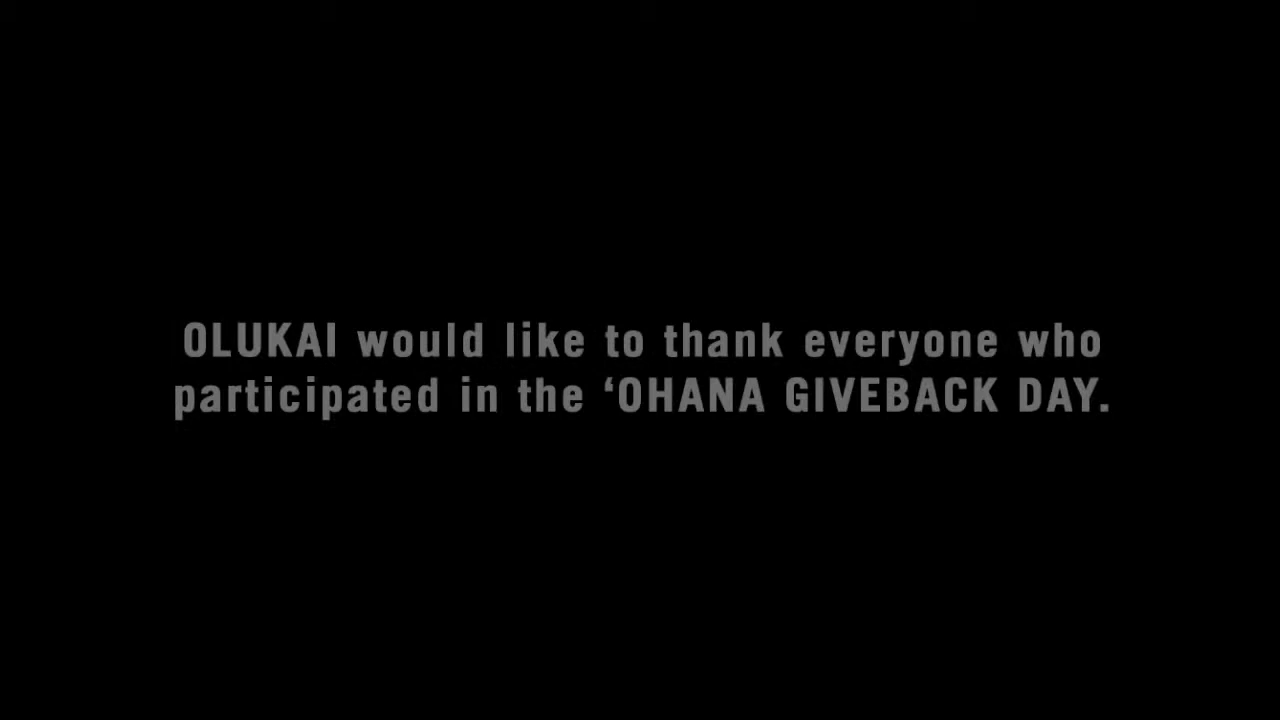 OLUKAI would like to thank everyone who
participated in the ‘OHANA GIVEBACK DAY.